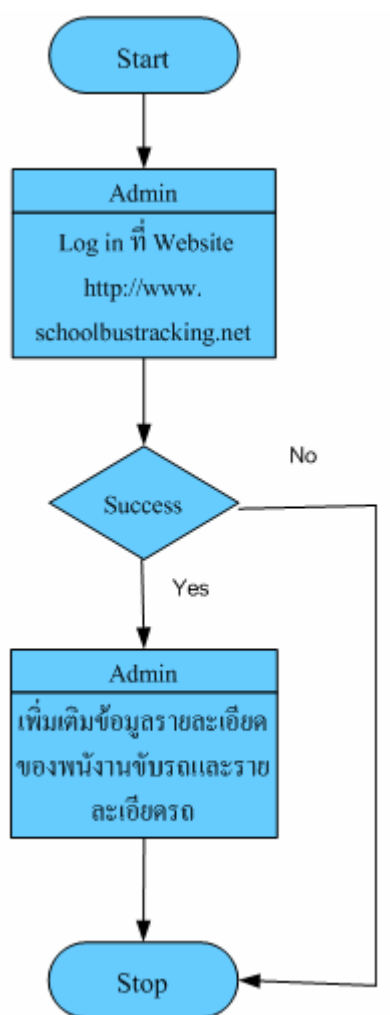 Start
Admin
Log in ที่ Website
http://www.
schoolbustracking.net
No
Success
Yes
Admin
เพิ่มเติมข้อมูลรายละเอียด
ของพนังานขับรถและราย
ละเอียดรถ
Stop